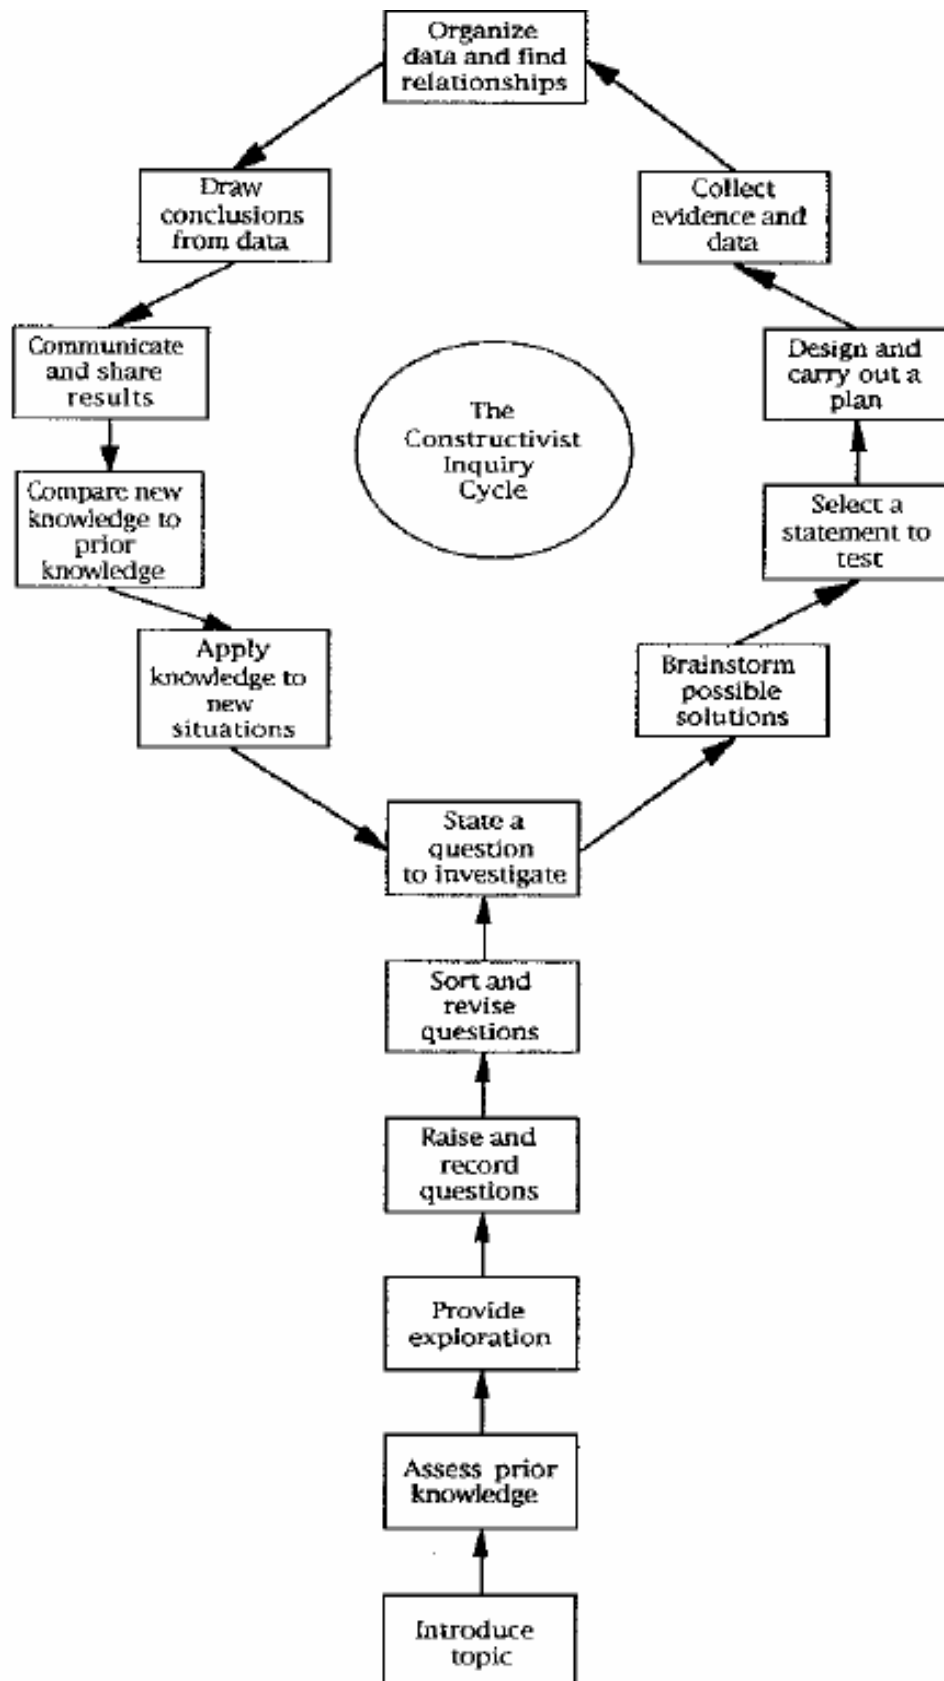 Organize
data and find
relationships
Draw
conclusions
from data
Collect
evidence and
data
Communicate
and share
results
The
Constructivist
Inquiry
Cycle
Design and
carry out a
plan
Compare new
knowledge to
prior
knowledge
Select a
statement to
test
Apply
knowledge to
new
situations
Brainstorm
possible
solutions
State a
question
to investigate
Sort and
revise
questions
Raise and
record
questions
Provide
exploration
Assess prior
knowledge
Introduce
topic